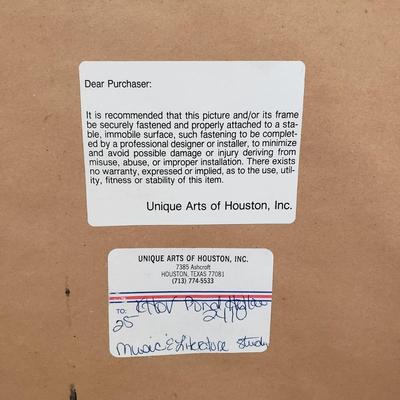 Dear Purchaser:
It is recommended that this picture and/or its frame
be securely fastened and properly attached to a sta-
ble, immobile surface, such fastening to be complet-
ed by a professional designer or installer, to minimize
and avoid possible damage or injury deriving from
misuse, abuse, or improper installation. There exists
no warranty, expressed or implied, as to the use, util-
ity, fitness or stability of this item.
Unique Arts of Houston, Inc.
UNIQUE ARTS OF HOUSTON, INC.
7385 Ashcroft
HOUSTON, TEXAS 77081
(713) 774-5533
TO:
Pond
25
Music & Literature Study